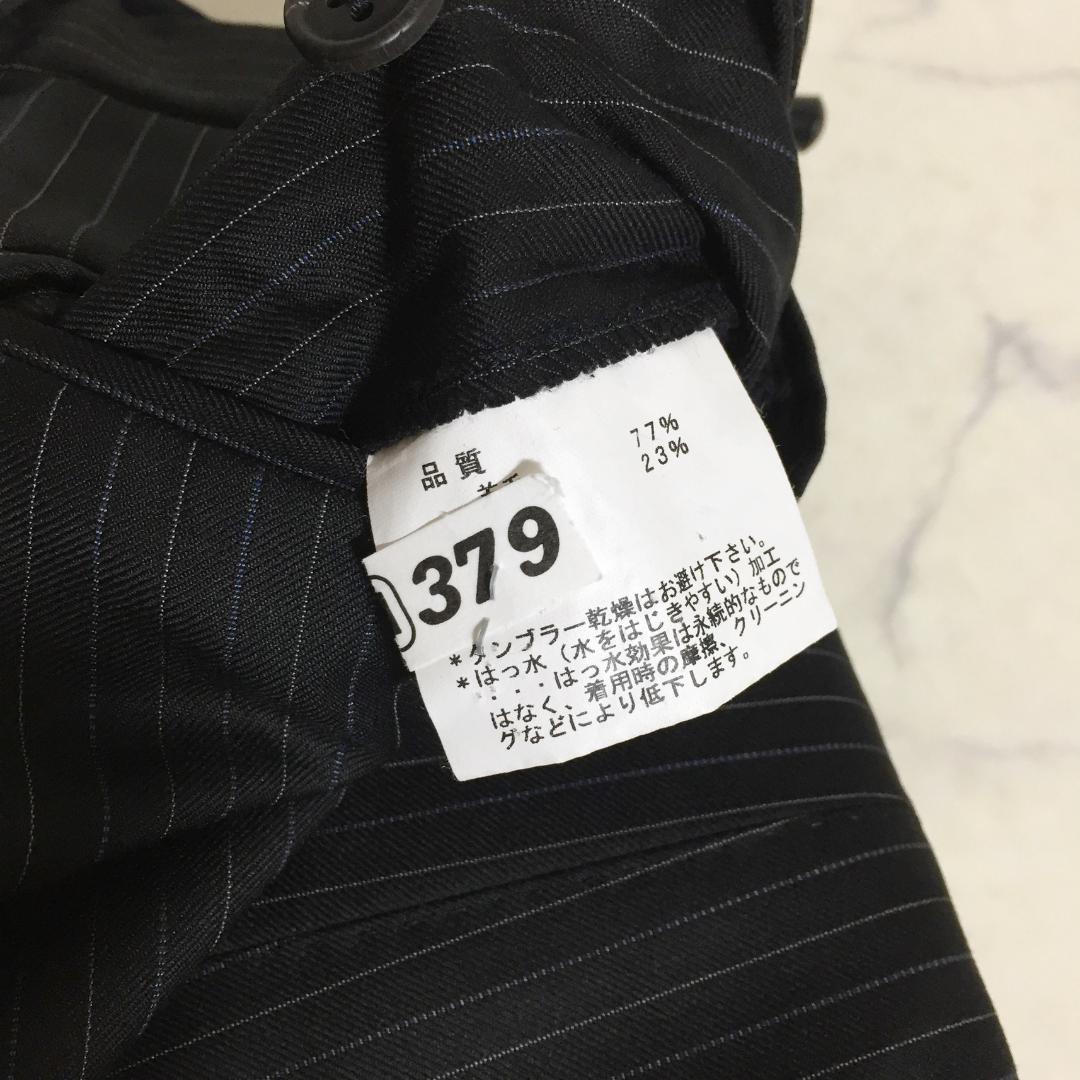 品質 77%
23%
379
*タンブラー乾燥はお避け下さい。
*はっ水(水をはじきやすい)加工
・・・はっ水効果は永続的なもので
はなく、着用時の摩擦、クリーニン
グなどにより低下します。